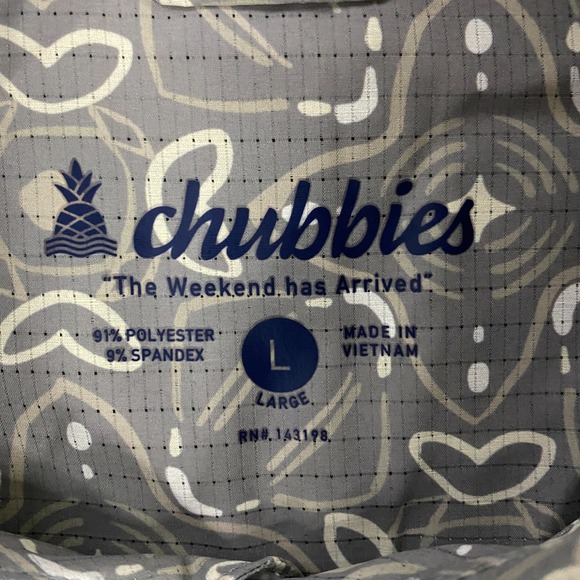 chubbies
"The Weekend has Arrived"
91% POLYESTER
9% SPANDEX
L
LARGE
MADE IN
VIETNAM
RN#. 143198